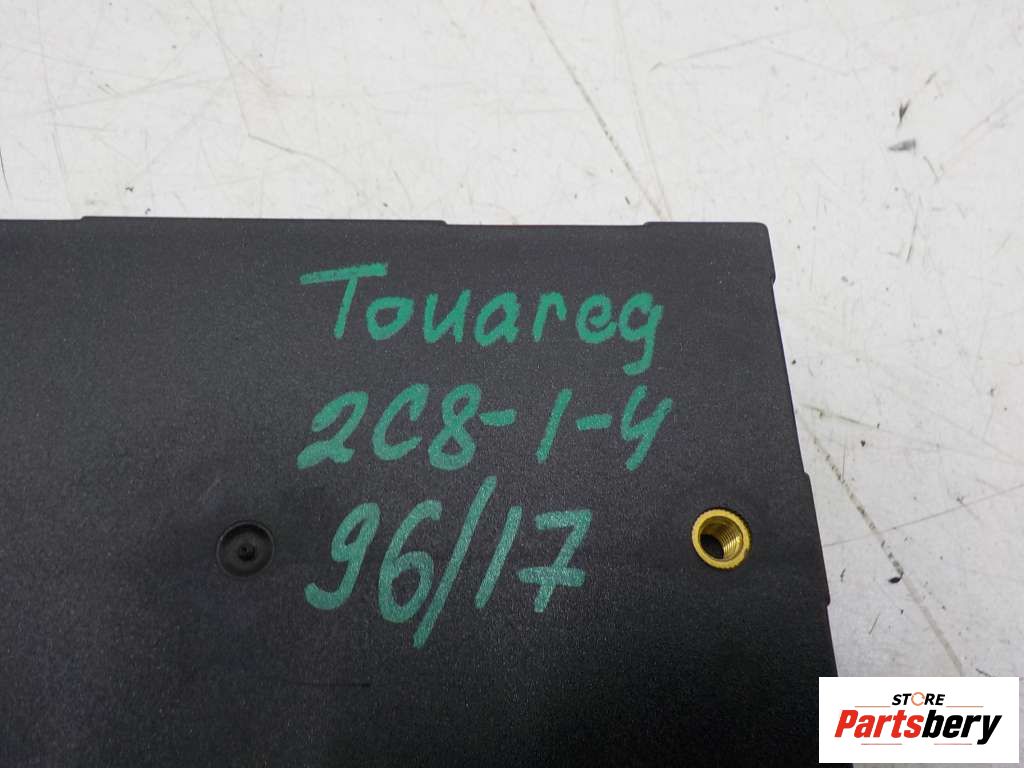 Touareg
2C8-1-4
96/17
STORE
Partsbery